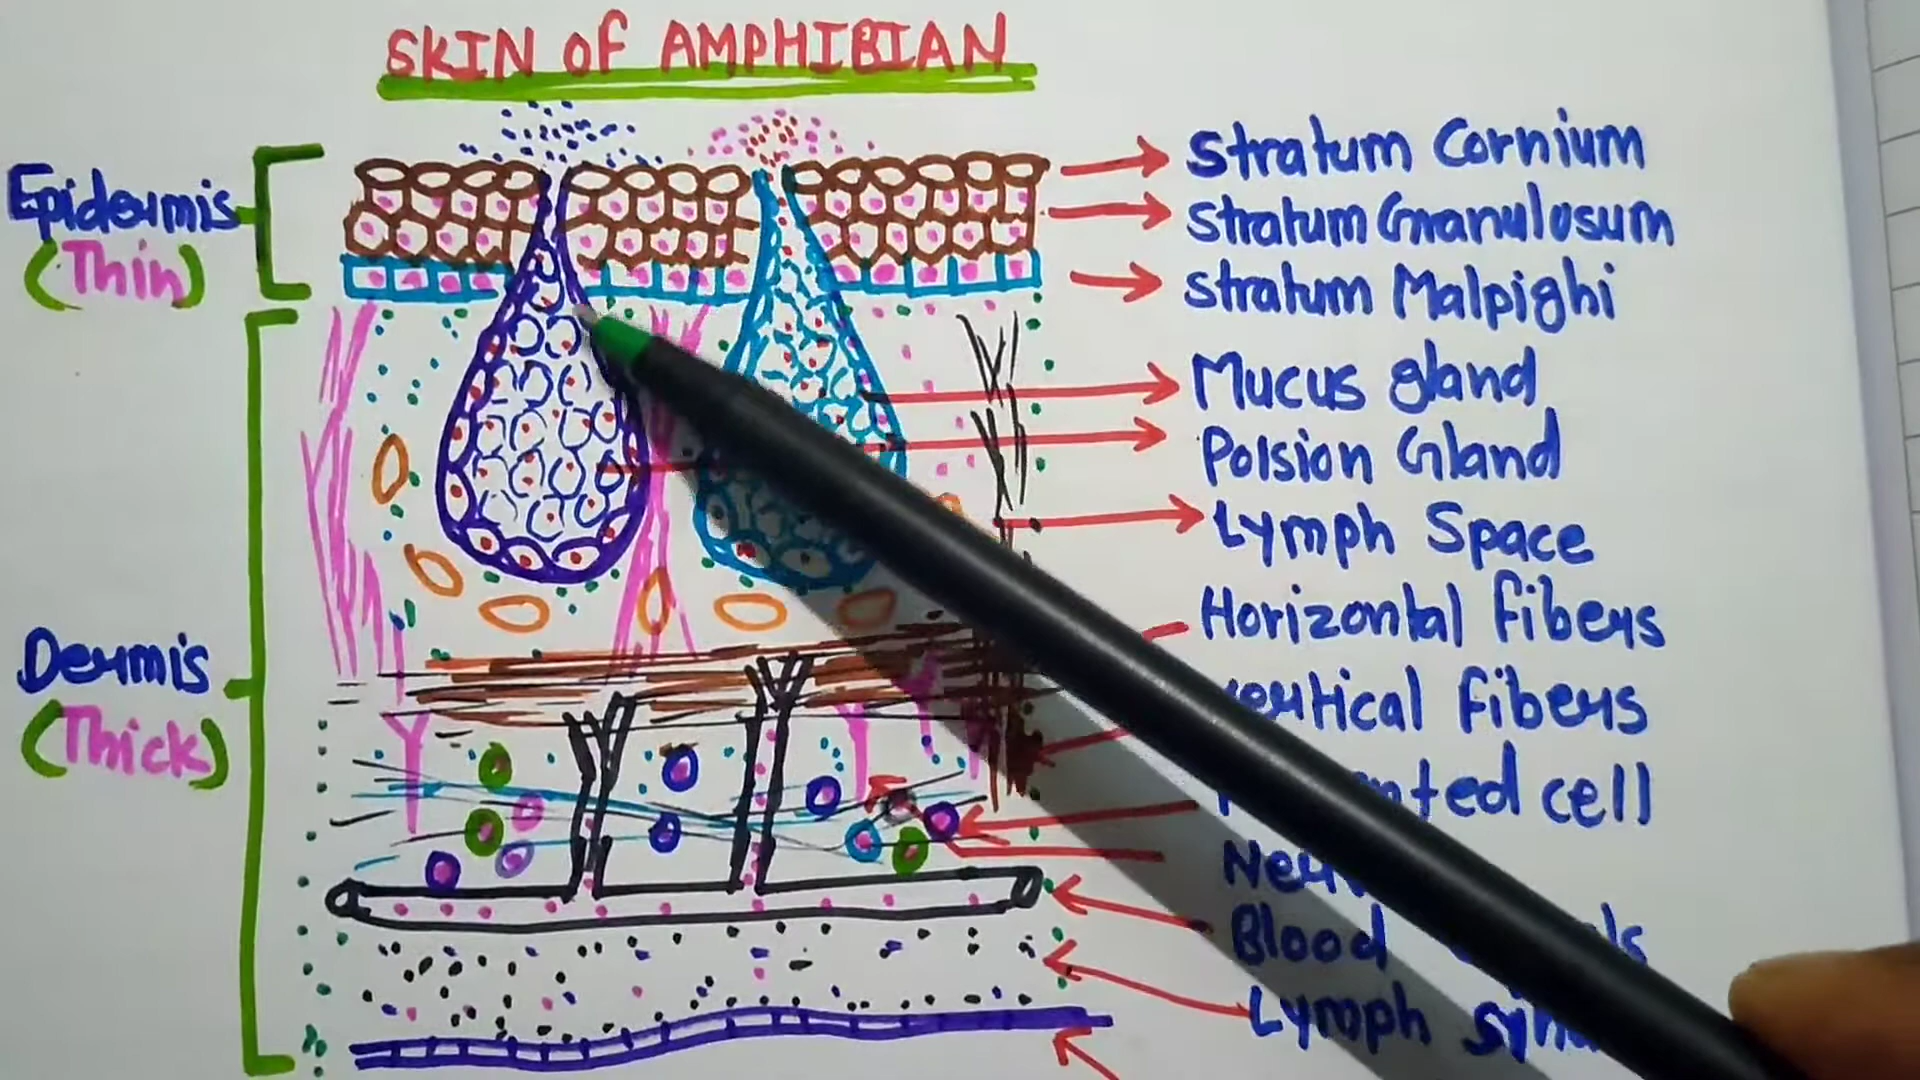 SKIN OF AMPHIBIAN
Epidermis
(Thin)
Stratum Cornium
Stratum Granulosum
Stratum Malpighi
Mucus gland
Polsion Gland
Lymph Space
Horizontal fibers
fibers
Dermis
(Thick)
cell
Blood
Lymph